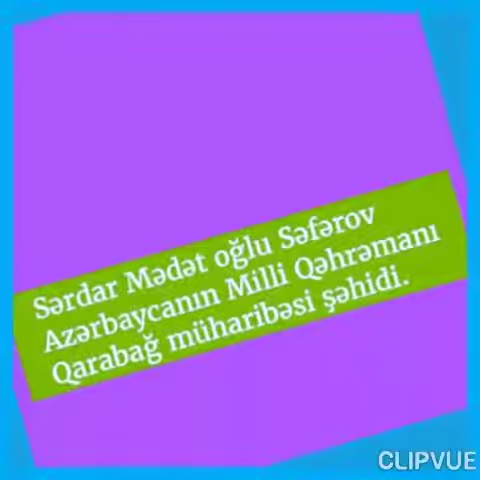 Sərdar Mədət oğlu Səfərov
Azərbaycanın Milli Qəhrəmanı
Qarabağ müharibəsi şəhidi.
CLIPVUE